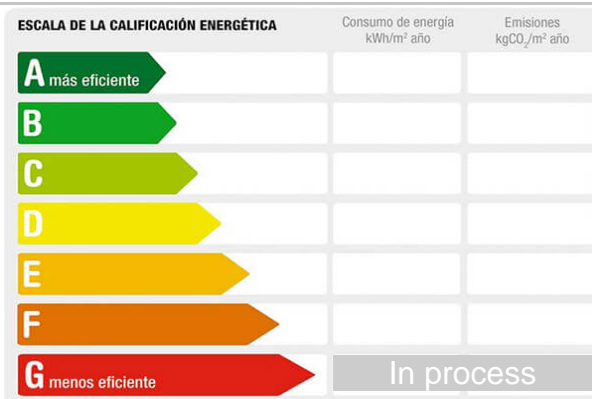 ESCALA DE LA CALIFICACIÓN ENERGÉTICA
Consumo de energía
kWh/m² año
Emisiones
kgCO₂/m² año
A más eficiente
B
C
D
E
F
G menos eficiente
In process